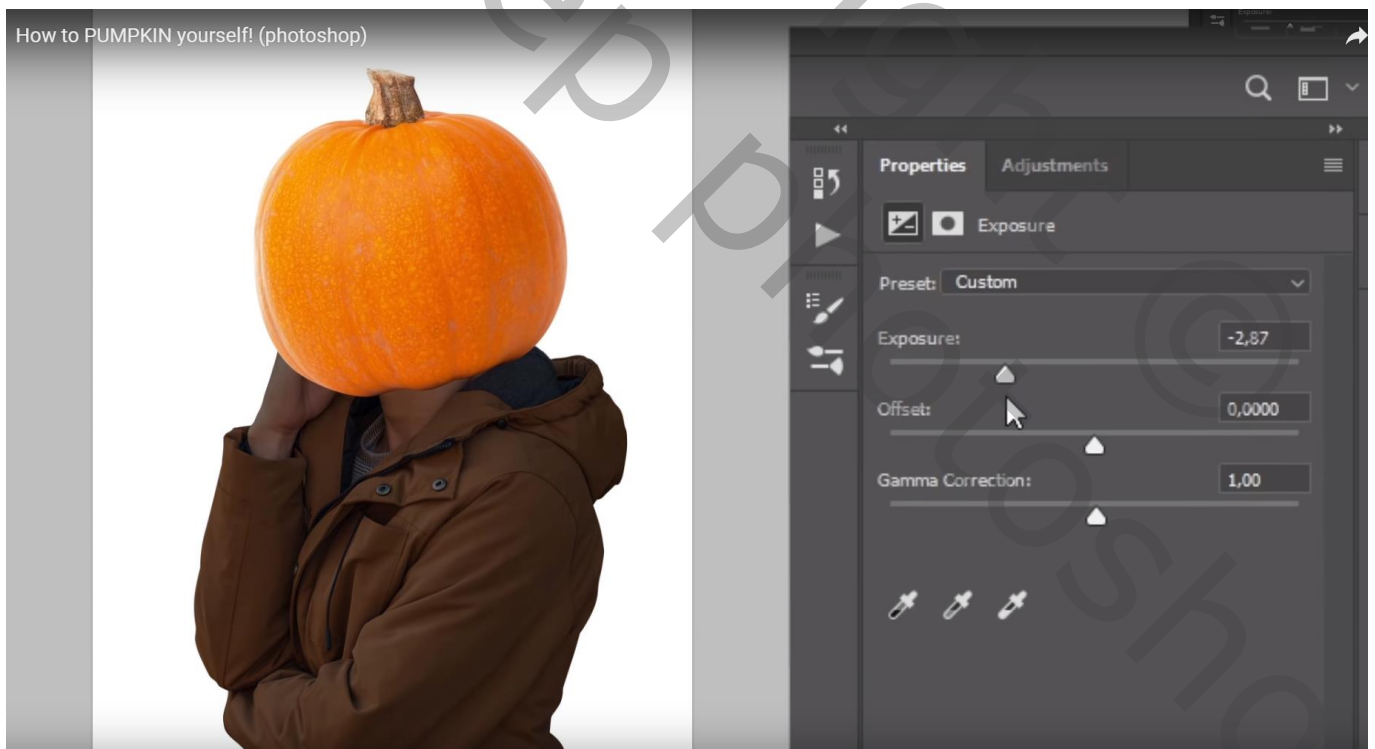 How to PUMPKIN yourself! (photoshop)
Exposure:
Properties Adjustments
Exposure
Preset: Custom
Exposure: -2,87
Offset: 0,0000
Gamma Correction: 1,00